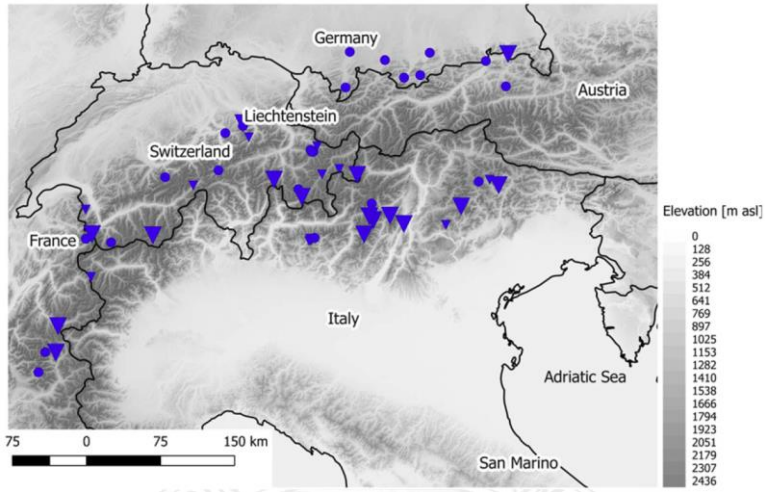 Germany
Austria
Liechtenstein
Switzerland
France
Italy
Adriatic Sea
San Marino
75 0 75 150 km
Elevation [m asl]
0
128
256
384
512
641
769
897
1025
1153
1282
1410
1538
1666
1794
1923
2051
2179
2307
2436